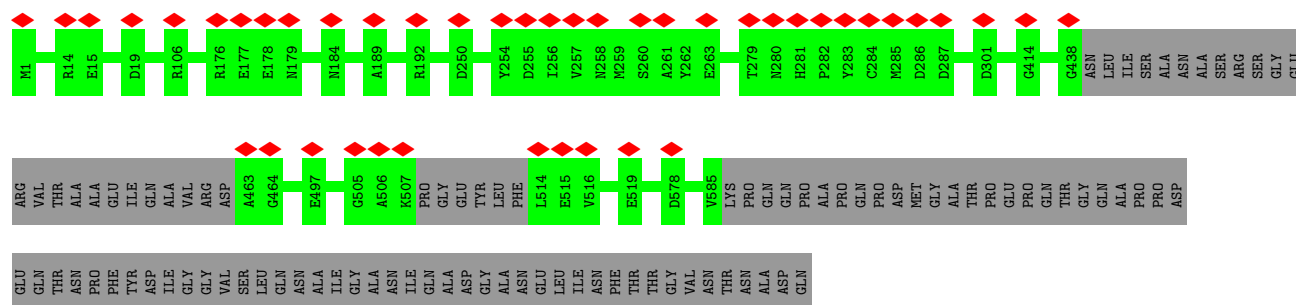 M1 R14 E15 D19 R106 R176 E177 E178 N179 N184 A189 R192 D250 Y254 D255 I256 V257 N258 M259 S260 A261 Y262 E263 T279 N280 H281 P282 Y283 C284 M285 D286 D287 D301 G414 G438 ASN LEU ILE SER ALA ASN ALA SER ARG SER GLY GLU
ARG VAL THR ALA ALA GLU ILE GLN ALA VAL ARG ASP A463 G464 E497 G505 A506 K507 PRO GLY GLU TYR LEU PHE L514 E515 V516 E519 D578 V585 LYS PRO GLN GLN PRO ALA PRO GLN PRO ASP MET GLY ALA THR PRO GLU PRO GLN THR GLY GLN ALA PRO PRO ASP
GLU GLN THR ASN PRO PHE TYR ASP ILE GLY GLY VAL SER LEU GLN ASN ALA ILE GLY ALA ASN ILE GLN ALA ASP GLY ALA ASN GLU LEU ILE ASN PHE THR THR GLY VAL ASN THR ASN ALA ASP GLN